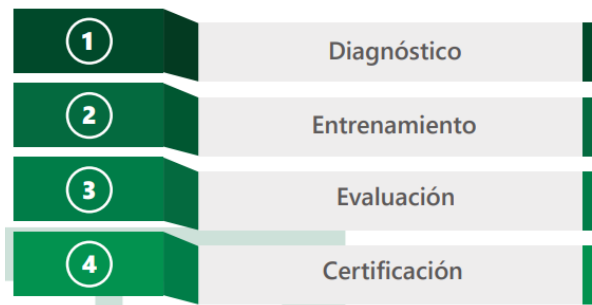 1
Diagnóstico
2
Entrenamiento
3
Evaluación
4
Certificación